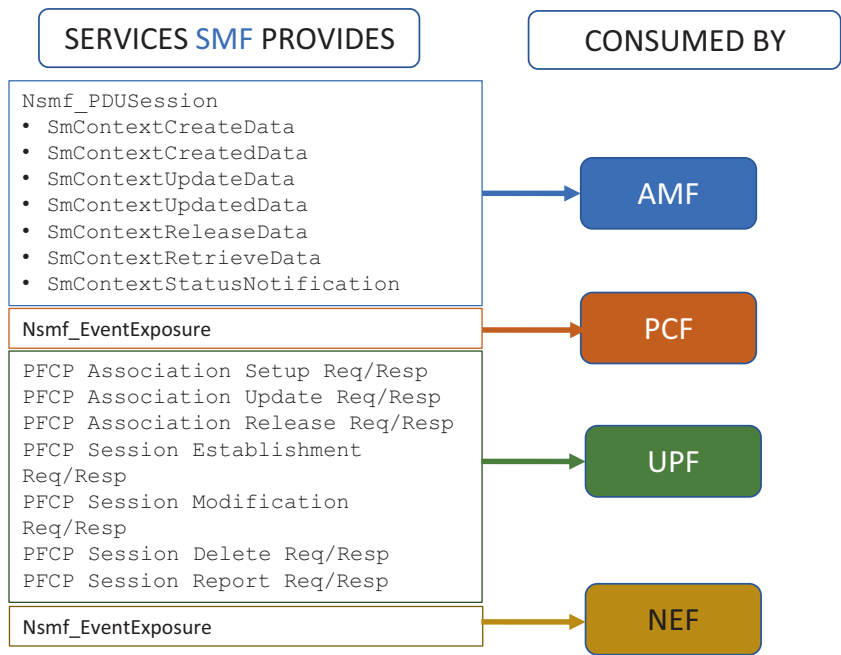 SERVICES SMF PROVIDES
CONSUMED BY
Nsmf_PDUSession
• SmContextCreateData
• SmContextCreatedData
• SmContextUpdateData
• SmContextUpdatedData
• SmContextReleaseData
• SmContextRetrieveData
• SmContextStatusNotification
AMF
Nsmf_EventExposure
PCF
PFCP Association Setup Req/Resp
PFCP Association Update Req/Resp
PFCP Association Release Req/Resp
PFCP Session Establishment
Req/Resp
PFCP Session Modification
Req/Resp
PFCP Session Delete Req/Resp
PFCP Session Report Req/Resp
UPF
Nsmf_EventExposure
NEF